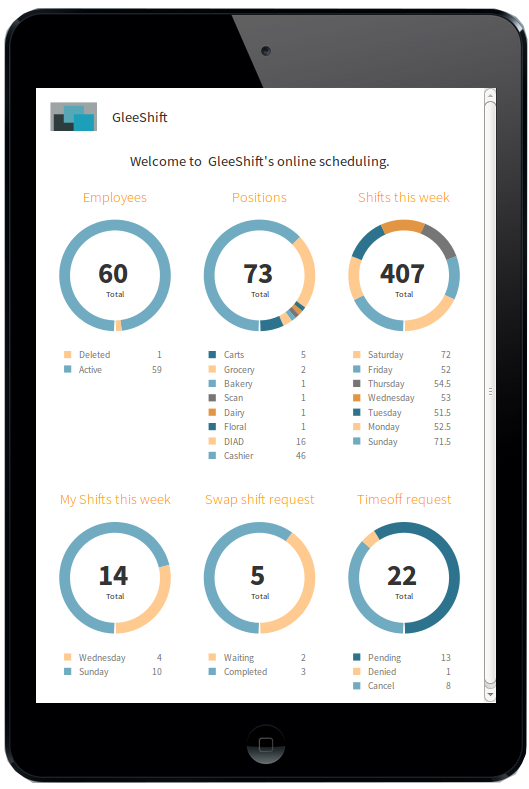 GleeShift
Welcome to GleeShift's online scheduling.
Employees
60
Total
Deleted 1
Active 59
Positions
73
Total
Carts 5
Grocery 2
Bakery 1
Scan 1
Dairy 1
Floral 1
DIAD 16
Cashier 46
Shifts this week
407
Total
Saturday 72
Friday 52
Thursday 54.5
Wednesday 53
Tuesday 51.5
Monday 52.5
Sunday 71.5
My Shifts this week
14
Total
Wednesday 4
Sunday 10
Swap shift request
5
Total
Waiting 2
Completed 3
Timeoff request
22
Total
Pending 13
Denied 1
Cancel 8